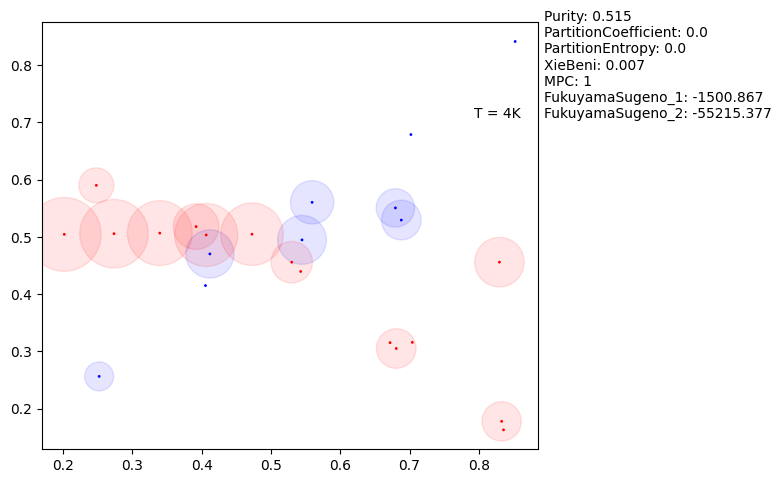 Purity: 0.515
PartitionCoefficient: 0.0
PartitionEntropy: 0.0
XieBeni: 0.007
MPC: 1
FukuyamaSugeno_1: -1500.867
FukuyamaSugeno_2: -55215.377
T = 4K
0.8
0.7
0.6
0.5
0.4
0.3
0.2
0.2 0.3 0.4 0.5 0.6 0.7 0.8